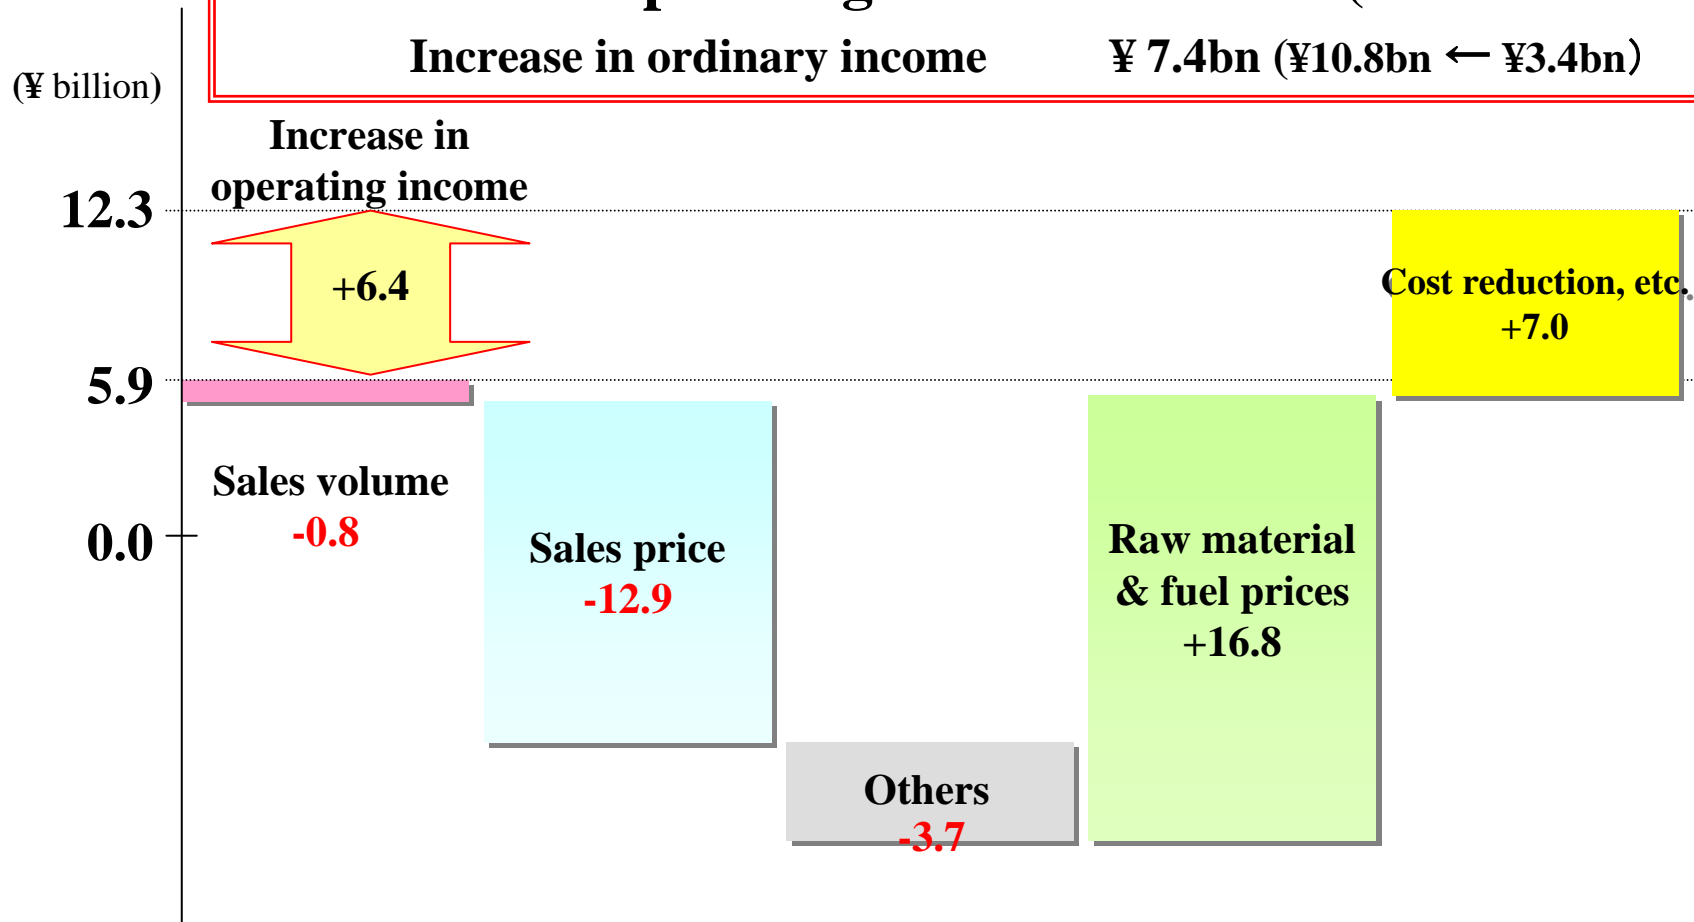 Increase in ordinary income ¥ 7.4bn (¥10.8bn ← ¥3.4bn)
(¥ billion)
Increase in
operating income
12.3
+6.4
Cost reduction, etc.
+7.0
5.9
Sales volume
-0.8
0.0
Sales price
-12.9
Raw material
& fuel prices
+16.8
Others
-3.7